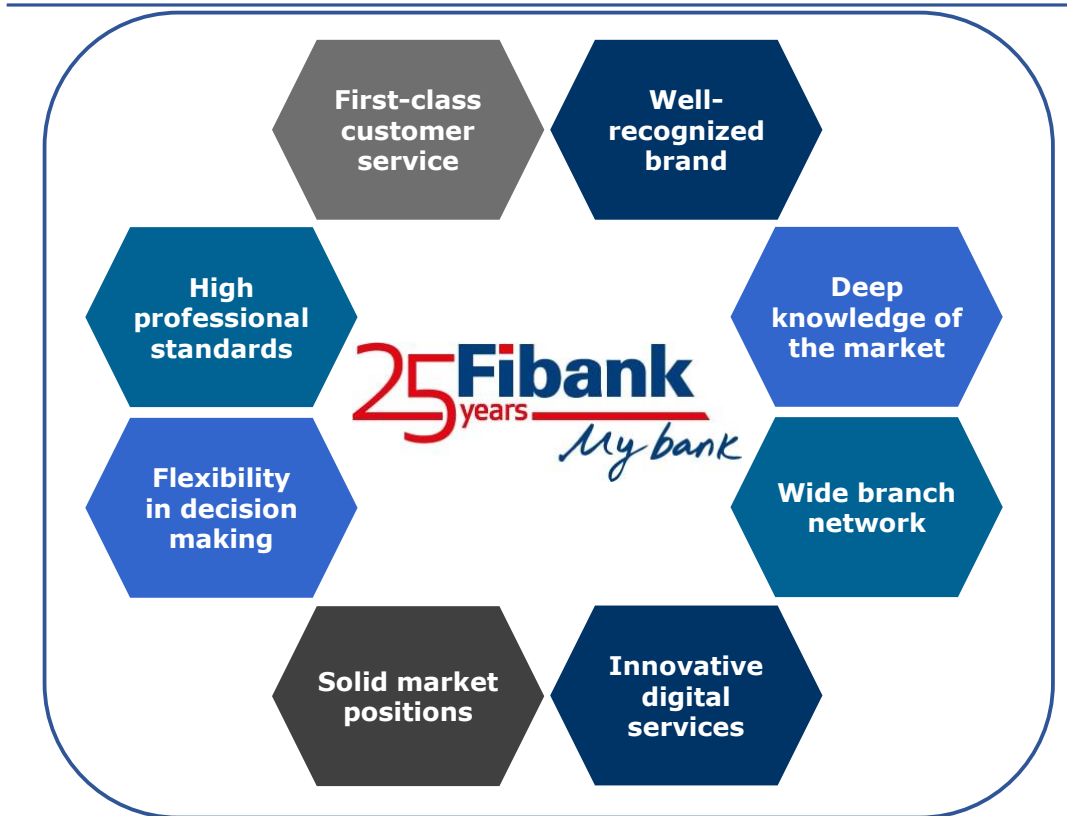 First-class
customer
service
Well-
recognized
brand
High
professional
standards
Deep
knowledge of
the market
25 Fibank
years
My bank
Flexibility
in decision
making
Wide branch
network
Solid market
positions
Innovative
digital
services